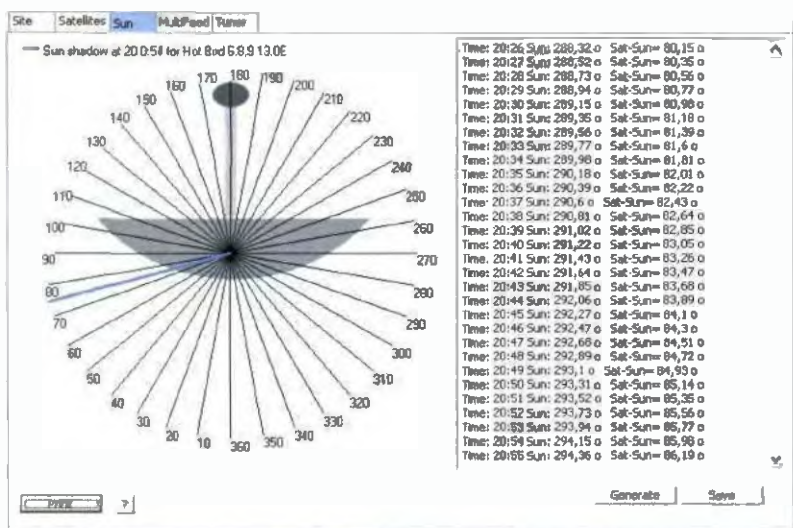 Site Satellites Sun MultiFeed Tuner
Sun shadow at 20 0:5
180
170 190
160 200
150 210
140 220
130 230
120 240
110 250
100 260
90 270
80 280
70 290
60 300
50 310
40 320
30 330
20 10 360 350 340
Time: 20:26 Sun: 288,32 o Sat-Sun= 80,15 o
Time: 20:27 Sun: 288,52 o Sat-Sun= 80,35 o
Time: 20:28 Sun: 288,73 o Sat-Sun= 80,56 o
Time: 20:29 Sun: 288,94 o Sat-Sun= 80,77 o
Time: 20:30 Sun: 289,15 o Sat-Sun= 80,98 o
Time: 20:31 Sun: 289,35 o Sat-Sun= 81,18 o
Time: 20:32 Sun: 289,56 o Sat-Sun= 81,39 o
Time: 20:33 Sun: 289,77 o Sat-Sun= 81,6 o
Time: 20:34 Sun: 289,98 o Sat-Sun= 81,81 o
Time: 20:35 Sun: 290,18 o Sat-Sun= 82,01 o
Time: 20:36 Sun: 290,39 o Sat-Sun= 82,22 o
Time: 20:37 Sun: 290,6 o Sat-Sun= 82,43 o
Time: 20:38 Sun: 290,81 o Sat-Sun= 82,64 o
Time: 20:39 Sun: 291,02 o Sat-Sun= 82,85 o
Time: 20:40 Sun: 291,22 o Sat-Sun= 83,05 o
Time: 20:41 Sun: 291,43 o Sat-Sun= 83,26 o
Time: 20:42 Sun: 291,64 o Sat-Sun= 83,47 o
Time: 20:43 Sun: 291,85 o Sat-Sun= 83,68 o
Time: 20:44 Sun: 292,06 o Sat-Sun= 83,89 o
Time: 20:45 Sun: 292,27 o Sat-Sun= 84,1 o
Time: 20:46 Sun: 292,47 o Sat-Sun= 84,3 o
Time: 20:47 Sun: 292,68 o Sat-Sun= 84,51 o
Time: 20:48 Sun: 292,89 o Sat-Sun= 84,72 o
Time: 20:49 Sun: 293,1 o Sat-Sun= 84,93 o
Time: 20:50 Sun: 293,31 o Sat-Sun= 85,14 o
Time: 20:51 Sun: 293,52 o Sat-Sun= 85,35 o
Time: 20:52 Sun: 293,73 o Sat-Sun= 85,56 o
Time: 20:53 Sun: 293,94 o Sat-Sun= 85,77 o
Time: 20:54 Sun: 294,15 o Sat-Sun= 85,98 o
Time: 20:55 Sun: 294,36 o Sat-Sun= 86,19 o
Print ? Generate Save